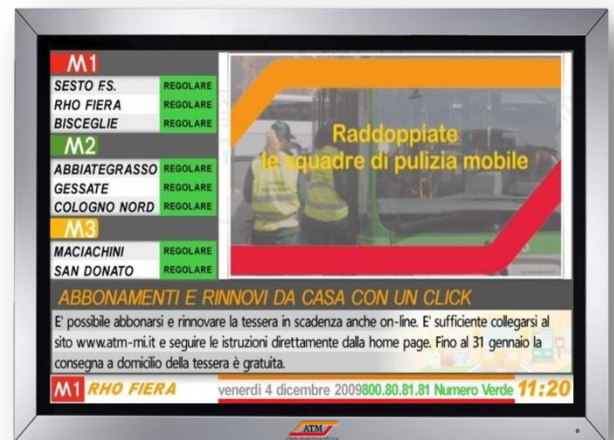 M1
SESTO F.S. REGOLARE
RHO FIERA REGOLARE
BISCEGLIE REGOLARE
M2
ABBIATEGRASSO REGOLARE
GESSATE REGOLARE
COLOGNO NORD REGOLARE
M3
MACIACHINI REGOLARE
SAN DONATO REGOLARE
Raddoppiate
le squadre di pulizia mobile
ABBONAMENTI E RINNOVI DA CASA CON UN CLICK
E' possibile abbonarsi e rinnovare la tessera in scadenza anche on-line. E' sufficiente collegarsi al
sito www.atm-mi.it e seguire le istruzioni direttamente dalla home page. Fino al 31 gennaio la
consegna a domicilio della tessera è gratuita.
M1 RHO FIERA venerdi 4 dicembre 2009 800.80.81.81 Numero Verde 11:20
ATM